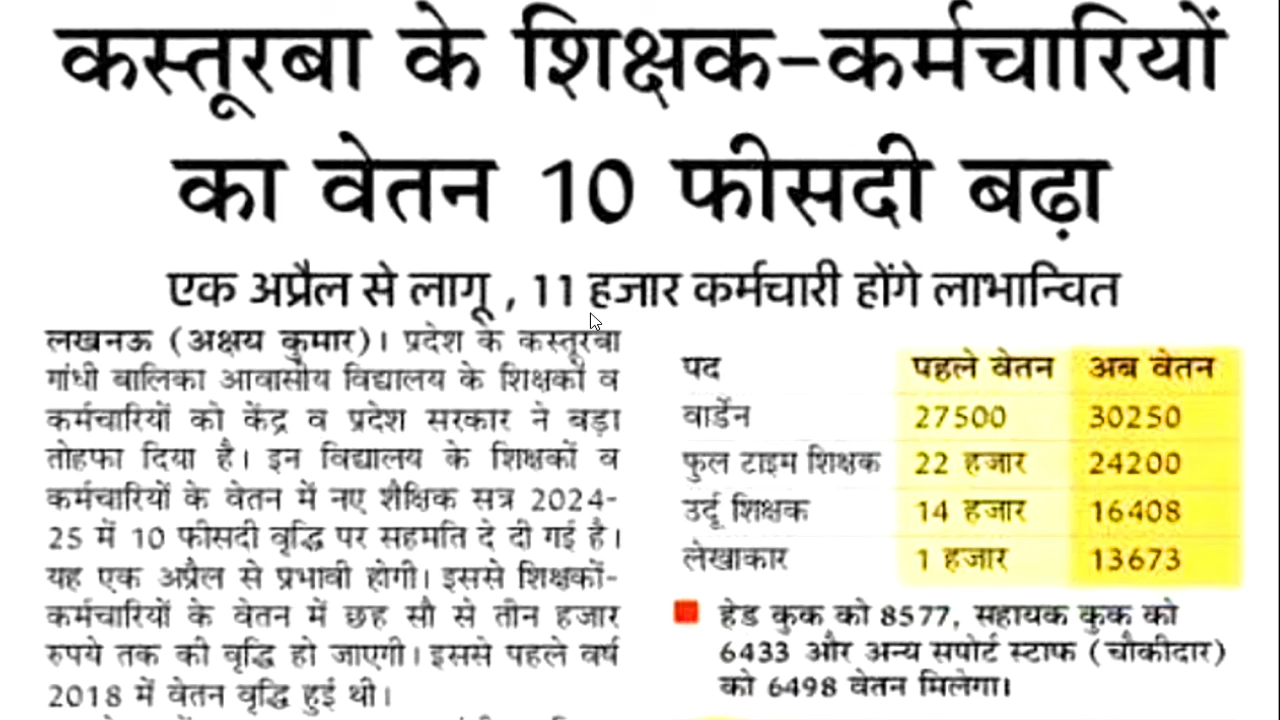 कस्तूरबा के शिक्षक-कर्मचारियों
का वेतन 10 फीसदी बढ़ा
एक अप्रैल से लागू , 11 हजार कर्मचारी होंगे लाभान्वित
लखनऊ (अक्षय कुमार)। प्रदेश के कस्तूरबा
गांधी बालिका आवासीय विद्यालय के शिक्षकों व
कर्मचारियों को केंद्र व प्रदेश सरकार ने बड़ा
तोहफा दिया है। इन विद्यालय के शिक्षकों व
कर्मचारियों के वेतन में नए शैक्षिक सत्र 2024-
25 में 10 फीसदी वृद्धि पर सहमति दे दी गई है।
यह एक अप्रैल से प्रभावी होगी। इससे शिक्षकों-
कर्मचारियों के वेतन में छह सौ से तीन हजार
रुपये तक की वृद्धि हो जाएगी। इससे पहले वर्ष
2018 में वेतन वृद्धि हुई थी।
पद पहले वेतन अब वेतन
वार्डेन 27500 30250
फुल टाइम शिक्षक 22 हजार 24200
उर्दू शिक्षक 14 हजार 16408
लेखाकार 1 हजार 13673
हेड कुक को 8577, सहायक कुक को
6433 और अन्य सपोर्ट स्टाफ (चौकीदार)
को 6498 वेतन मिलेगा।